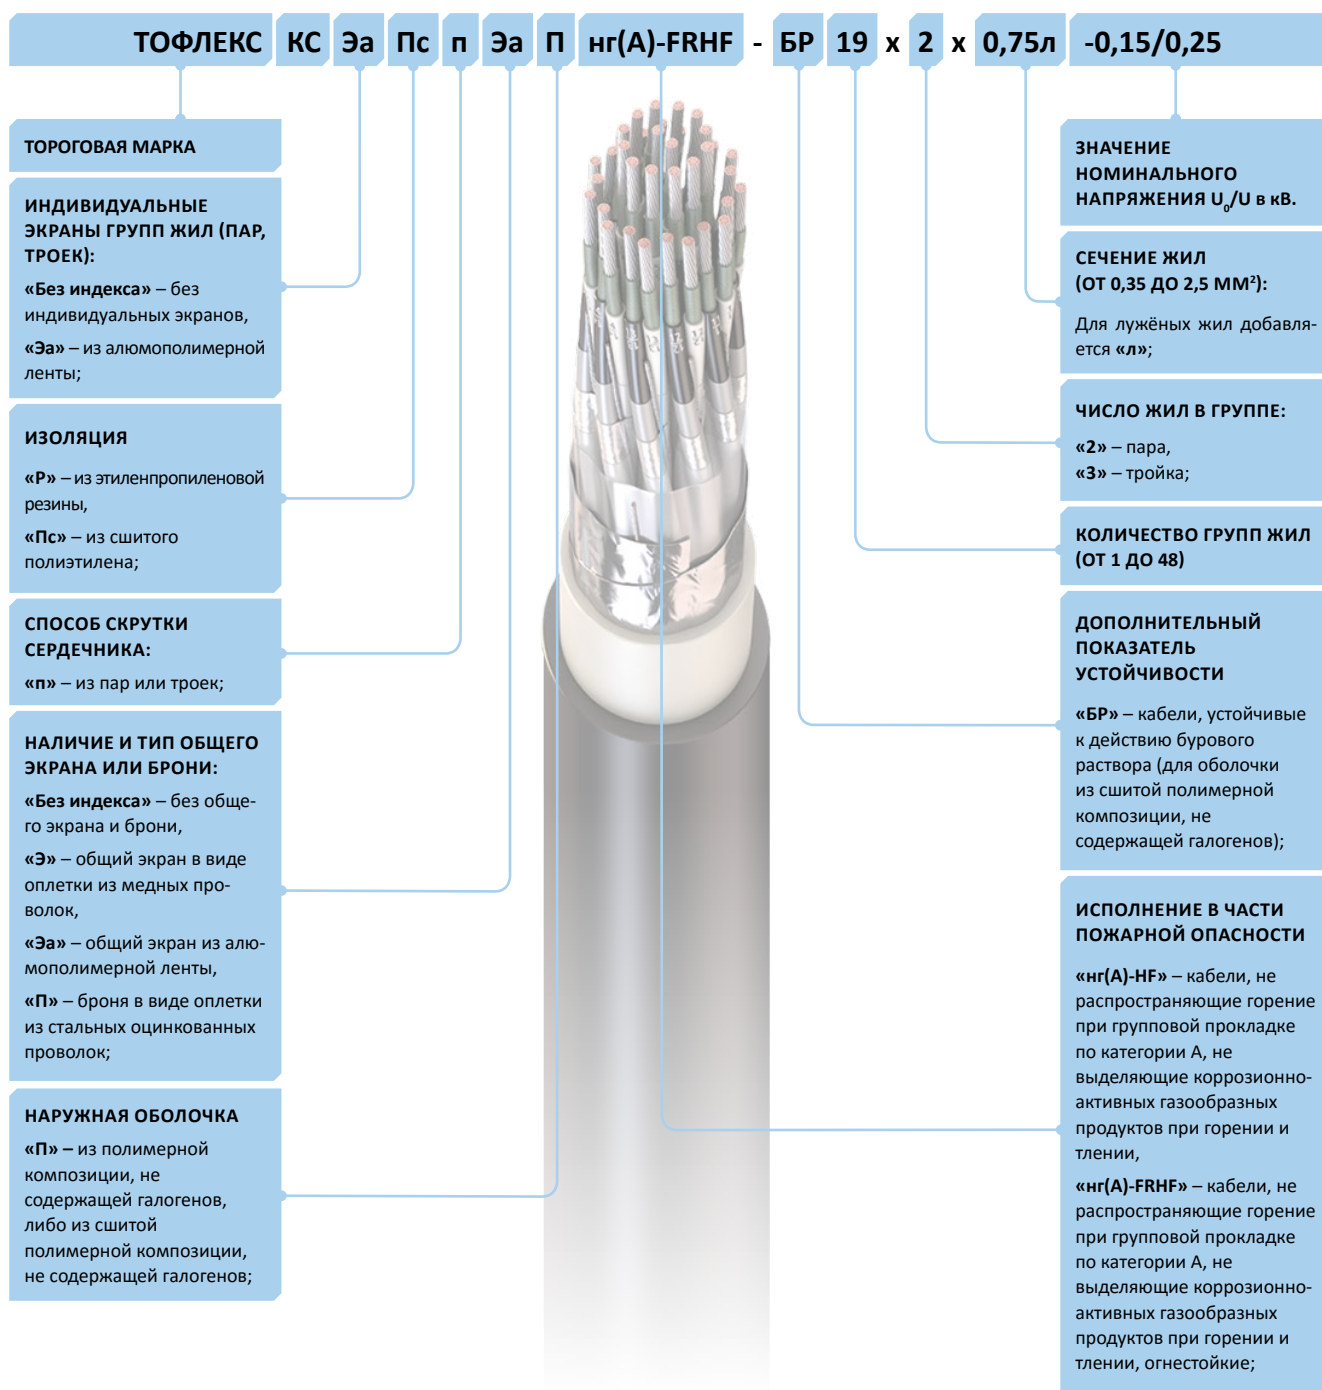 ТОФЛЕКС КС Эа Пс п Эа П нг(А)-FRHF - БР 19 х 2 х 0,75л -0,15/0,25
ТОРОГОВАЯ МАРКА
ИНДИВИДУАЛЬНЫЕ
ЭКРАНЫ ГРУПП ЖИЛ (ПАР,
ТРОЕК):
«Без индекса» – без
индивидуальных экранов,
«Эа» – из алюмополимерной
ленты;
ИЗОЛЯЦИЯ
«Р» – из этиленпропиленовой
резины,
«Пс» – из сшитого
полиэтилена;
СПОСОБ СКРУТКИ
СЕРДЕЧНИКА:
«п» – из пар или троек;
НАЛИЧИЕ И ТИП ОБЩЕГО
ЭКРАНА ИЛИ БРОНИ:
«Без индекса» – без обще-
го экрана и брони,
«Э» – общий экран в виде
оплетки из медных про-
волок,
«Эа» – общий экран из алю-
мополимерной ленты,
«П» – броня в виде оплетки
из стальных оцинкованных
проволок;
НАРУЖНАЯ ОБОЛОЧКА
«П» – из полимерной
композиции, не
содержащей галогенов,
либо из сшитой
полимерной композиции,
не содержащей галогенов;
ЗНАЧЕНИЕ
НОМИНАЛЬНОГО
НАПРЯЖЕНИЯ U₀/U в кВ.
СЕЧЕНИЕ ЖИЛ
(ОТ 0,35 ДО 2,5 ММ²):
Для лужёных жил добавля-
ется «л»;
ЧИСЛО ЖИЛ В ГРУППЕ:
«2» – пара,
«3» – тройка;
КОЛИЧЕСТВО ГРУПП ЖИЛ
(ОТ 1 ДО 48)
ДОПОЛНИТЕЛЬНЫЙ
ПОКАЗАТЕЛЬ
УСТОЙЧИВОСТИ
«БР» – кабели, устойчивые
к действию бурового
раствора (для оболочки
из сшитой полимерной
композиции, не
содержащей галогенов);
ИСПОЛНЕНИЕ В ЧАСТИ
ПОЖАРНОЙ ОПАСНОСТИ
«нг(А)-HF» – кабели, не
распространяющие горение
при групповой прокладке
по категории А, не
выделяющие коррозионно-
активных газообразных
продуктов при горении и
тлении,
«нг(А)-FRHF» – кабели, не
распространяющие горение
при групповой прокладке
по категории А, не
выделяющие коррозионно-
активных газообразных
продуктов при горении и
тлении, огнестойкие;